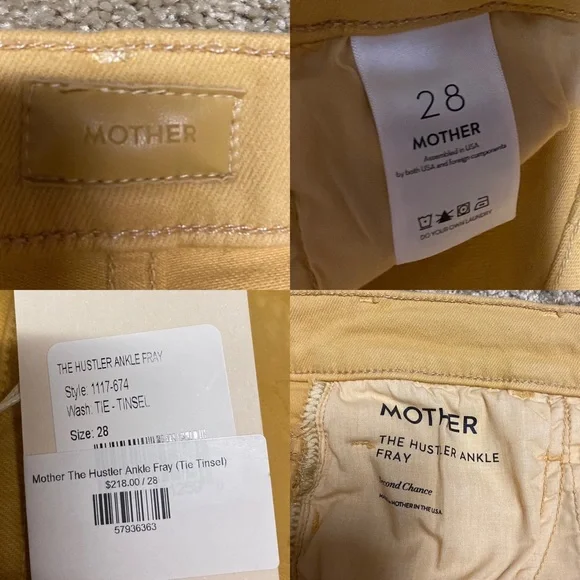 MOTHER
28
MOTHER
Assembled in USA
by both USA and foreign components
DO YOUR OWN LAUNDRY
THE HUSTLER ANKLE FRAY
Style: 1117-674
Wash: TIE - TINSEL
Size: 28
Mother The Hustler Ankle Fray (Tie Tinsel)
$218.00 / 28
57936363
MOTHER
THE HUSTLER ANKLE
FRAY
Second Chance
MOTHER IN THE USA